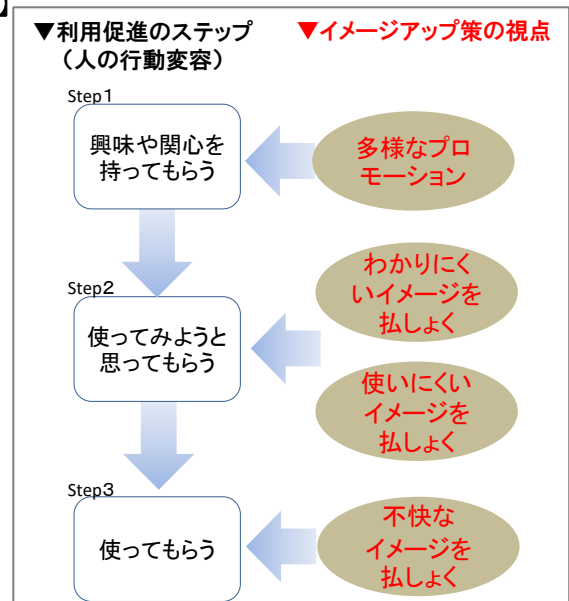 】
▼利用促進のステップ
（人の行動変容）
▼イメージアップ策の視点
Step1
興味や関心を
持ってもらう
多様なプロ
モーション
Step2
使ってみようと
思ってもらう
わかりにく
いイメージを
払しょく
使いにくい
イメージを
払しょく
Step3
使ってもらう
不快な
イメージを
払しょく